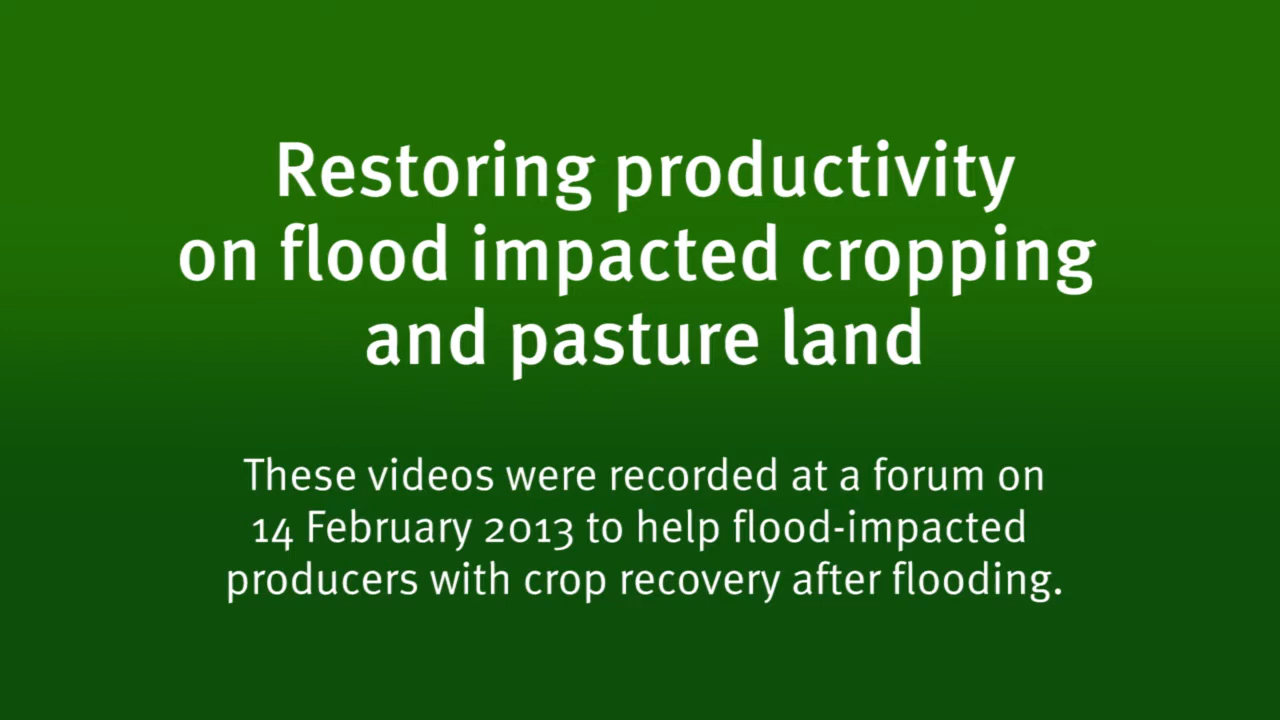 Restoring productivity
on flood impacted cropping
and pasture land
These videos were recorded at a forum on
14 February 2013 to help flood-impacted
producers with crop recovery after flooding.